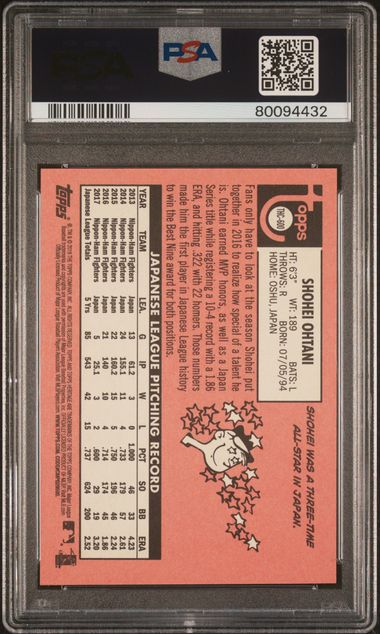 PSA
80094432
topps
THC-600
SHOHEI OHTANI
HT: 6'3" WT: 189 BATS: L
THROWS: R BORN: 07/05/94
HOME: OSHU, JAPAN
SHOHEI WAS A THREE-TIME
ALL-STAR IN JAPAN.
Fans only have to look at the season Shohei put
together in 2016 to realize how special of a talent he
is. Ohtani earned MVP honors, as well as a Japan
Series title while registering a 10-4 record with a 1.86
ERA, and hitting .322 with 22 homers. Those numbers
made him the first player in Japanese League history
to win the Best Nine award for both positions.
JAPANESE LEAGUE PITCHING RECORD
YEAR TEAM LEA. G IP W L PCT SO BB ERA
2013 Nippon-Ham Fighters Japan 13 61.2 3 0 1.000 46 33 4.23
2014 Nippon-Ham Fighters Japan 24 155.1 11 4 .733 179 57 2.61
2015 Nippon-Ham Fighters Japan 22 160.2 15 5 .750 196 46 2.24
2016 Nippon-Ham Fighters Japan 21 140 10 4 .714 174 45 1.86
2017 Nippon-Ham Fighters Japan 5 25.1 3 2 .600 29 19 3.20
Japanese League Totals 5 Yrs. 85 543 42 15 .737 624 200 2.52
topps